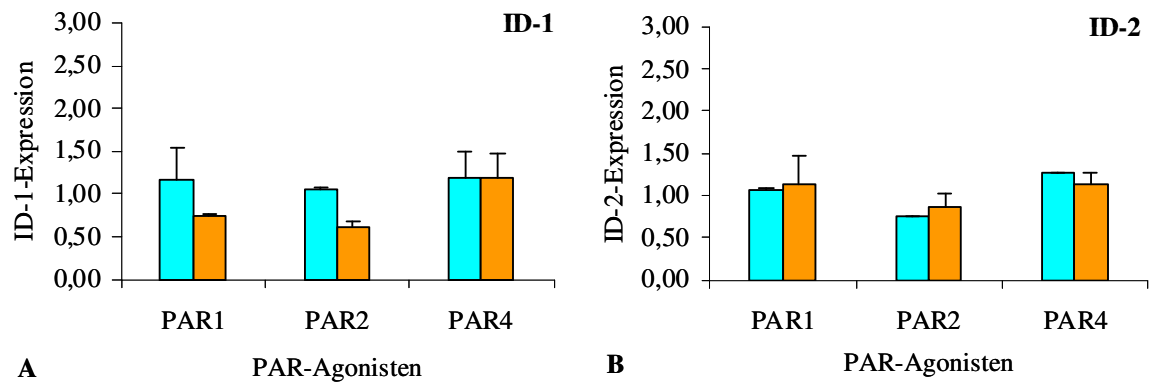 ID-1
3,00
2,50
2,00
1,50
1,00
0,50
0,00
ID-1-Expression
PAR1 PAR2 PAR4
PAR-Agonisten
A
ID-2
3,00
2,50
2,00
1,50
1,00
0,50
0,00
ID-2-Expression
PAR1 PAR2 PAR4
PAR-Agonisten
B